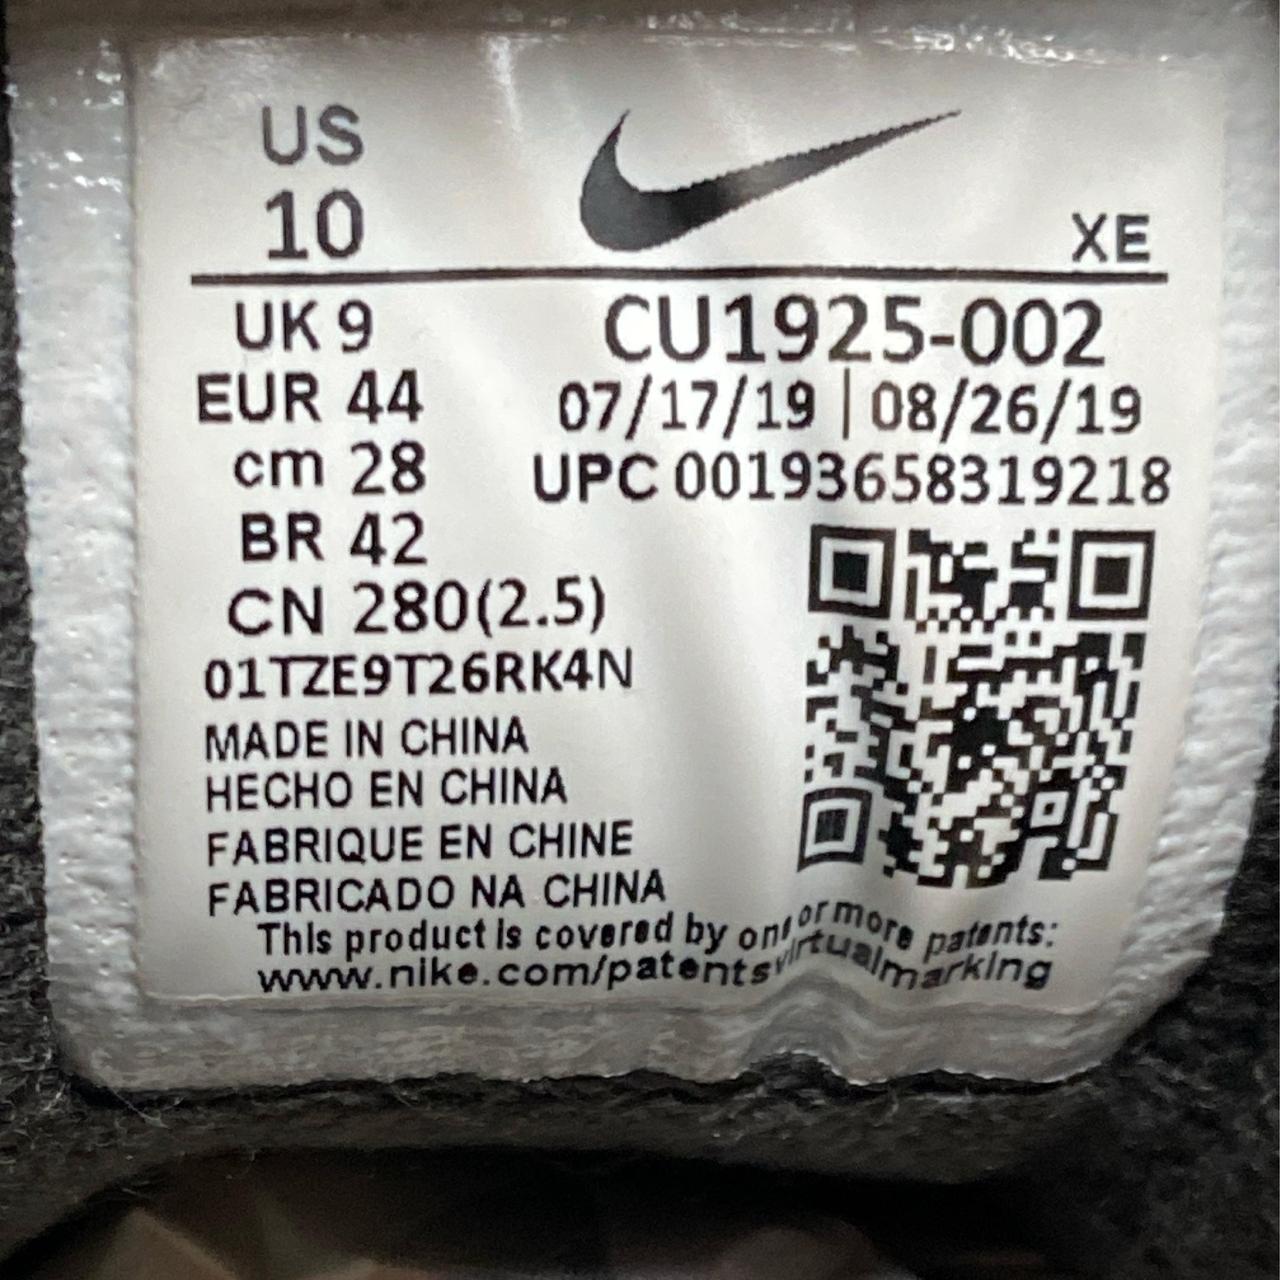 US
10
XE
UK 9
EUR 44
cm 28
BR 42
CN 280(2.5)
CU1925-002
07/17/19 | 08/26/19
UPC 00193658319218
01TZE9T26RK4N
MADE IN CHINA
HECHO EN CHINA
FABRIQUE EN CHINE
FABRICADO NA CHINA
This product is covered by one or more patents:
www.nike.com/patentsvirtualmarking